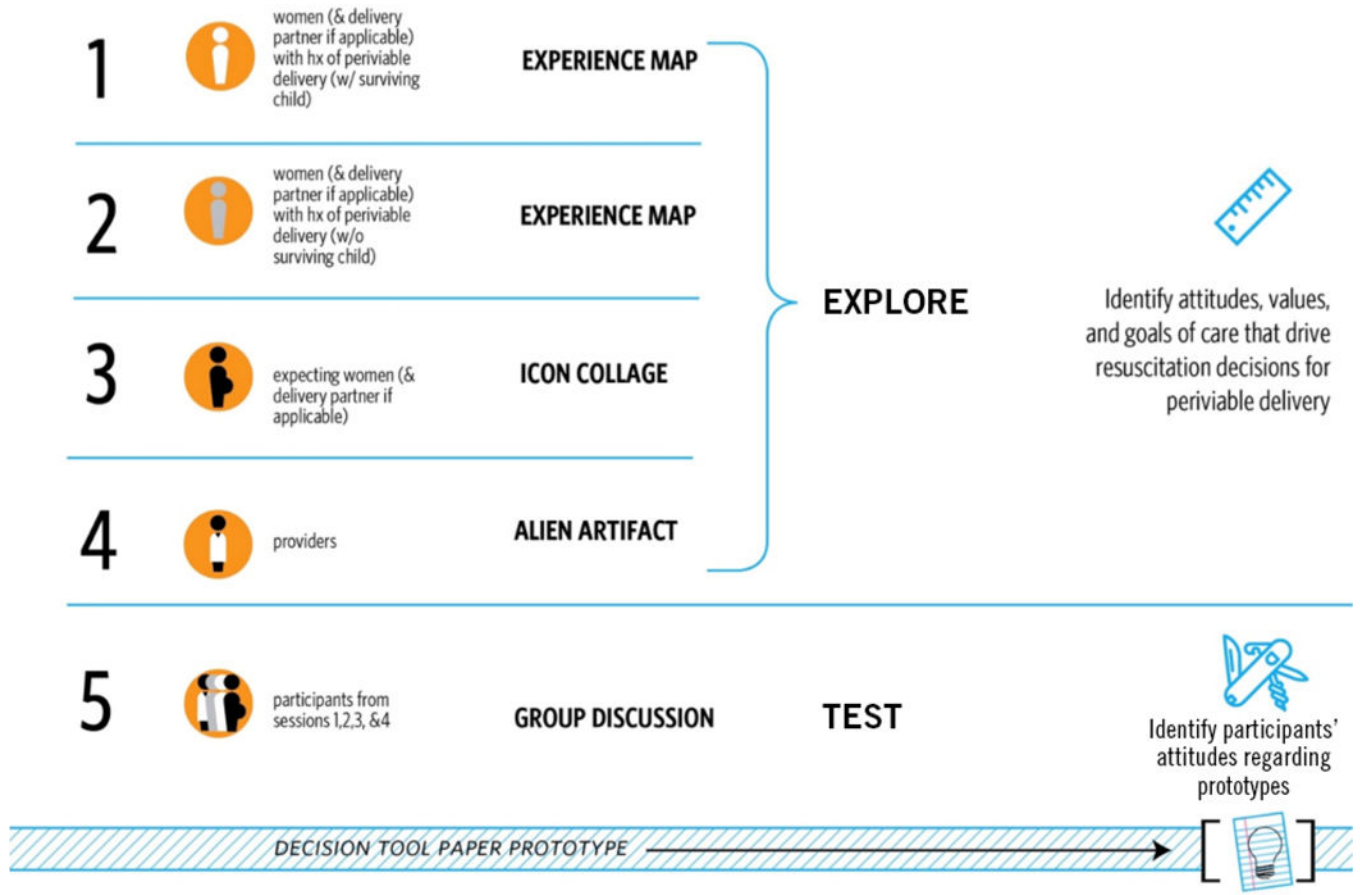 1
women (& delivery
partner if applicable)
with hx of periviable
delivery (w/ surviving
child)
EXPERIENCE MAP
2
women (& delivery
partner if applicable)
with hx of periviable
delivery (w/o
surviving child)
EXPERIENCE MAP
3
expecting women (&
delivery partner if
applicable)
ICON COLLAGE
4
providers
ALIEN ARTIFACT
EXPLORE
Identify attitudes, values,
and goals of care that drive
resuscitation decisions for
periviable delivery
5
participants from
sessions 1,2,3, &4
GROUP DISCUSSION
TEST
Identify participants'
attitudes regarding
prototypes
DECISION TOOL PAPER PROTOTYPE